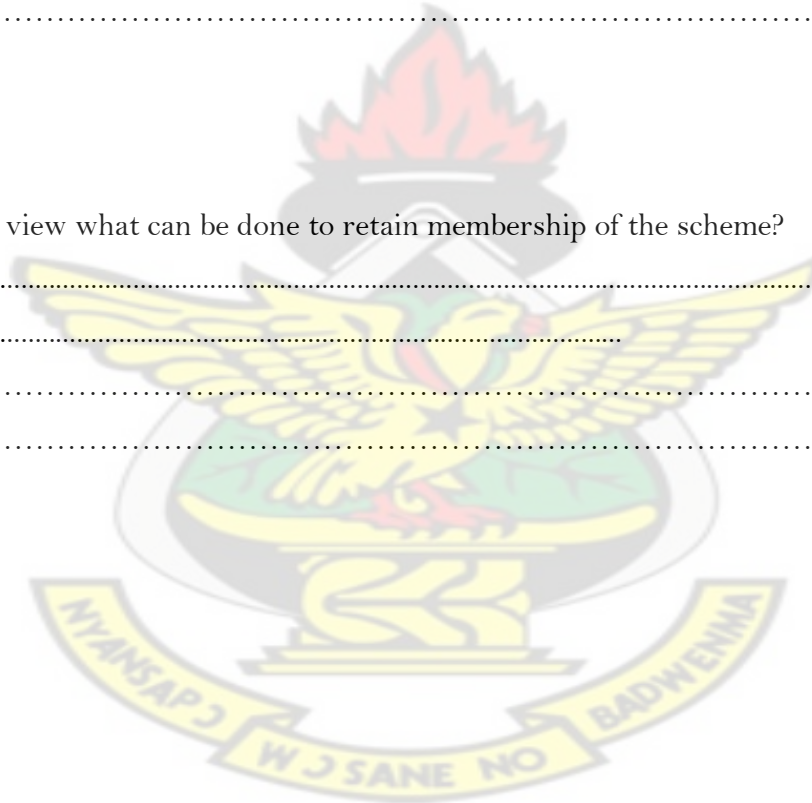 ........................................................................................
view what can be done to retain membership of the scheme?
........................................................................................
........................................................................................
........................................................................................
........................................................................................
NYANSAPƆ
WƆSANE NO
BADWENMA